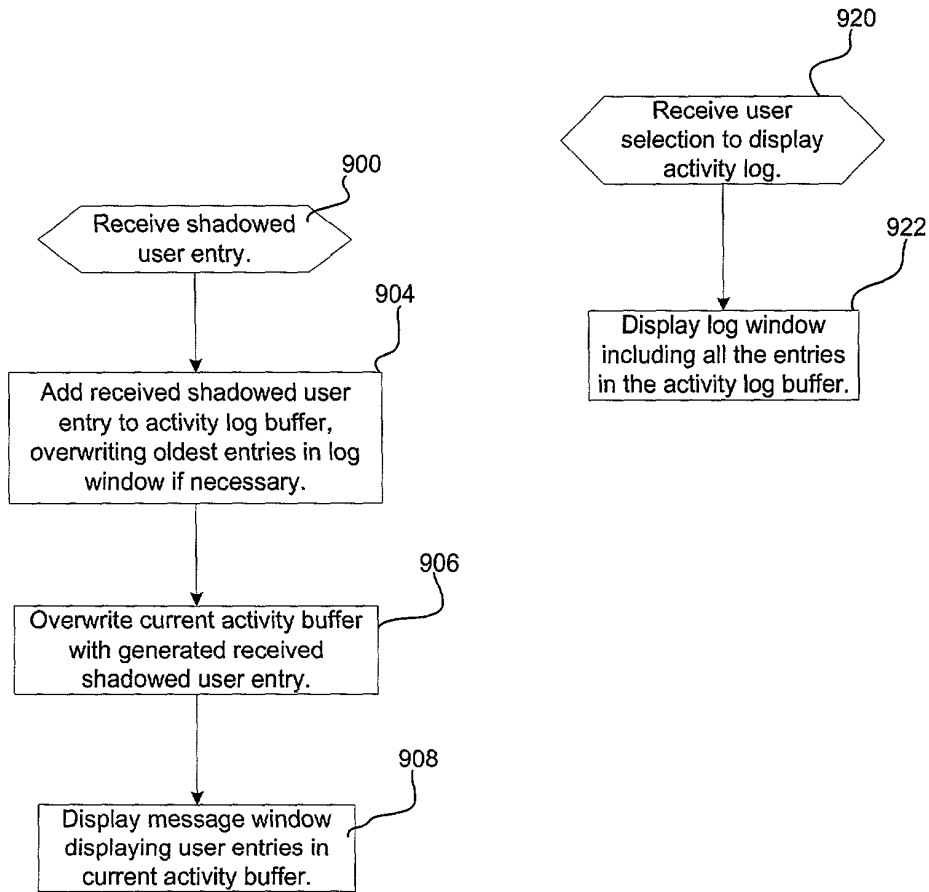 900
Receive shadowed
user entry.
904
Add received shadowed user
entry to activity log buffer,
overwriting oldest entries in log
window if necessary.
906
Overwrite current activity buffer
with generated received
shadowed user entry.
908
Display message window
displaying user entries in
current activity buffer.
920
Receive user
selection to display
activity log.
922
Display log window
including all the entries
in the activity log buffer.